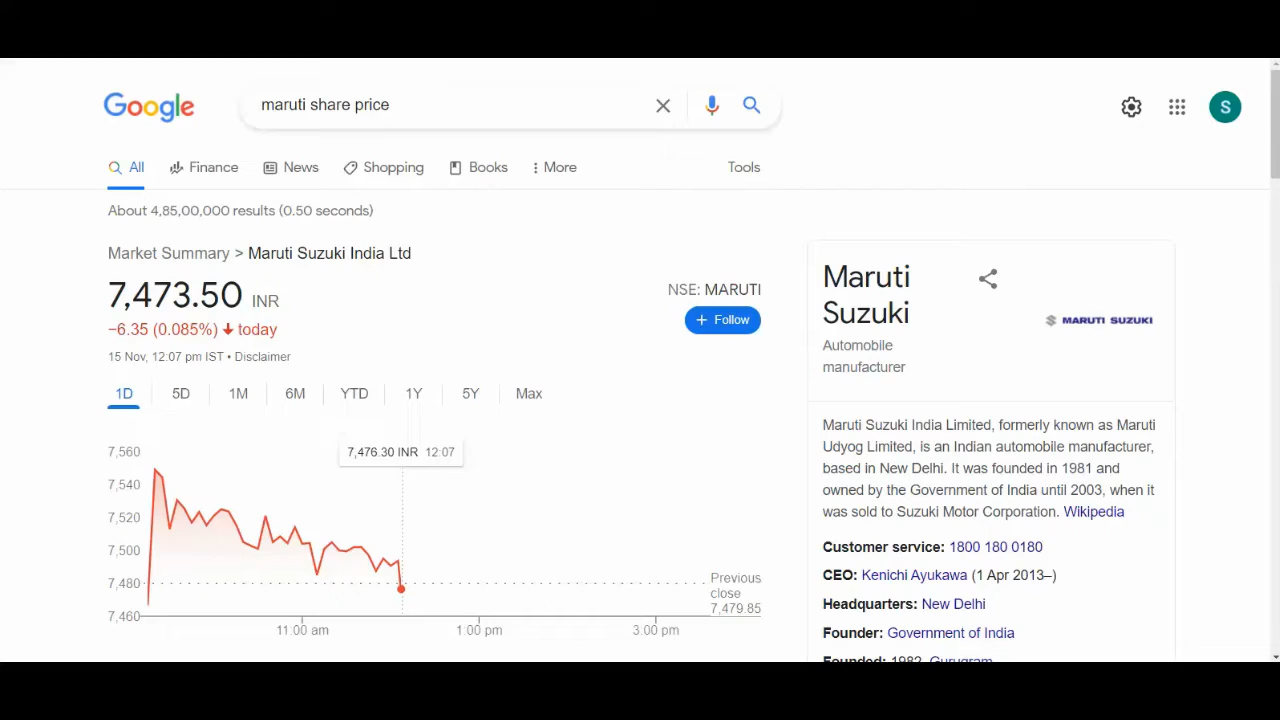 Google
maruti share price
S
All Finance News Shopping Books More Tools
About 4,85,00,000 results (0.50 seconds)
Market Summary > Maruti Suzuki India Ltd
7,473.50 INR
−6.35 (0.085%) today
15 Nov, 12:07 pm IST • Disclaimer
NSE: MARUTI
+ Follow
1D 5D 1M 6M YTD 1Y 5Y Max
7,476.30 INR 12:07
7,560
7,540
7,520
7,500
7,480
7,460
Previous
close
7,479.85
11:00 am 1:00 pm 3:00 pm
Maruti
Suzuki
Automobile
manufacturer
MARUTI SUZUKI
Maruti Suzuki India Limited, formerly known as Maruti
Udyog Limited, is an Indian automobile manufacturer,
based in New Delhi. It was founded in 1981 and
owned by the Government of India until 2003, when it
was sold to Suzuki Motor Corporation. Wikipedia
Customer service: 1800 180 0180
CEO: Kenichi Ayukawa (1 Apr 2013–)
Headquarters: New Delhi
Founder: Government of India
Founded: 1982, Gurugram